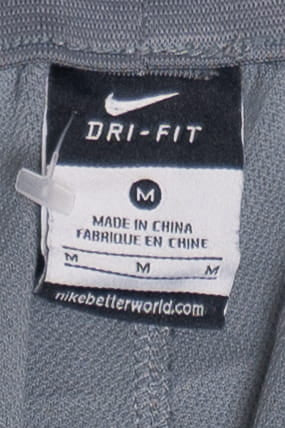 DRI-FIT
M
MADE IN CHINA
FABRIQUE EN CHINE
M M M
nikebetterworld.com